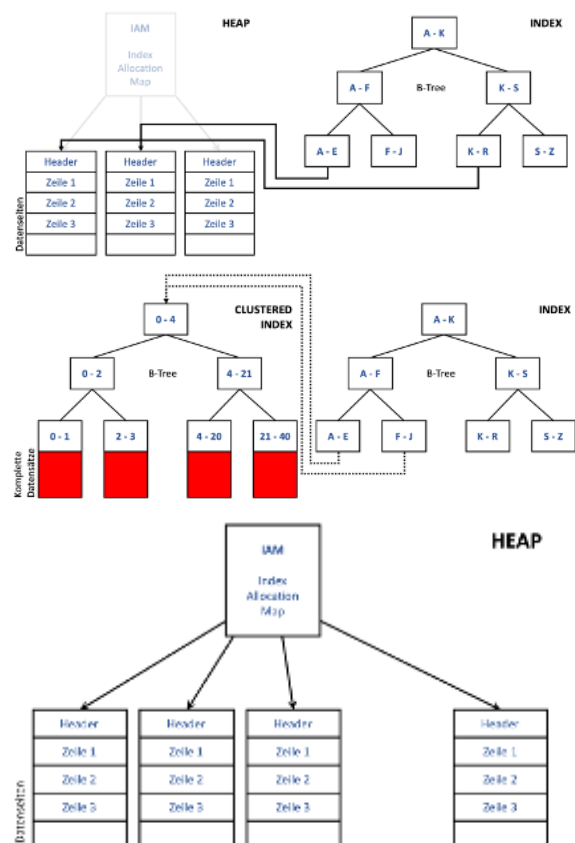 IAM
Index
Allocation
Map
HEAP
Header
Zeile 1
Zeile 2
Zeile 3
Header
Zeile 1
Zeile 2
Zeile 3
Header
Zeile 1
Zeile 2
Zeile 3
Datenseiten
INDEX
A - K
A - F
B-Tree
K - S
A - E
F - J
K - R
S - Z
CLUSTERED
INDEX
0 - 4
0 - 2
B-Tree
4 - 21
0 - 1
2 - 3
4 - 20
21 - 40
Komplette
Datensätze
INDEX
A - K
A - F
B-Tree
K - S
A - E
F - J
K - R
S - Z
HEAP
IAM
Index
Allocation
Map
Header
Zeile 1
Zeile 2
Zeile 3
Header
Zeile 1
Zeile 2
Zeile 3
Header
Zeile 1
Zeile 2
Zeile 3
Header
Zeile 1
Zeile 2
Zeile 3
Datenseiten